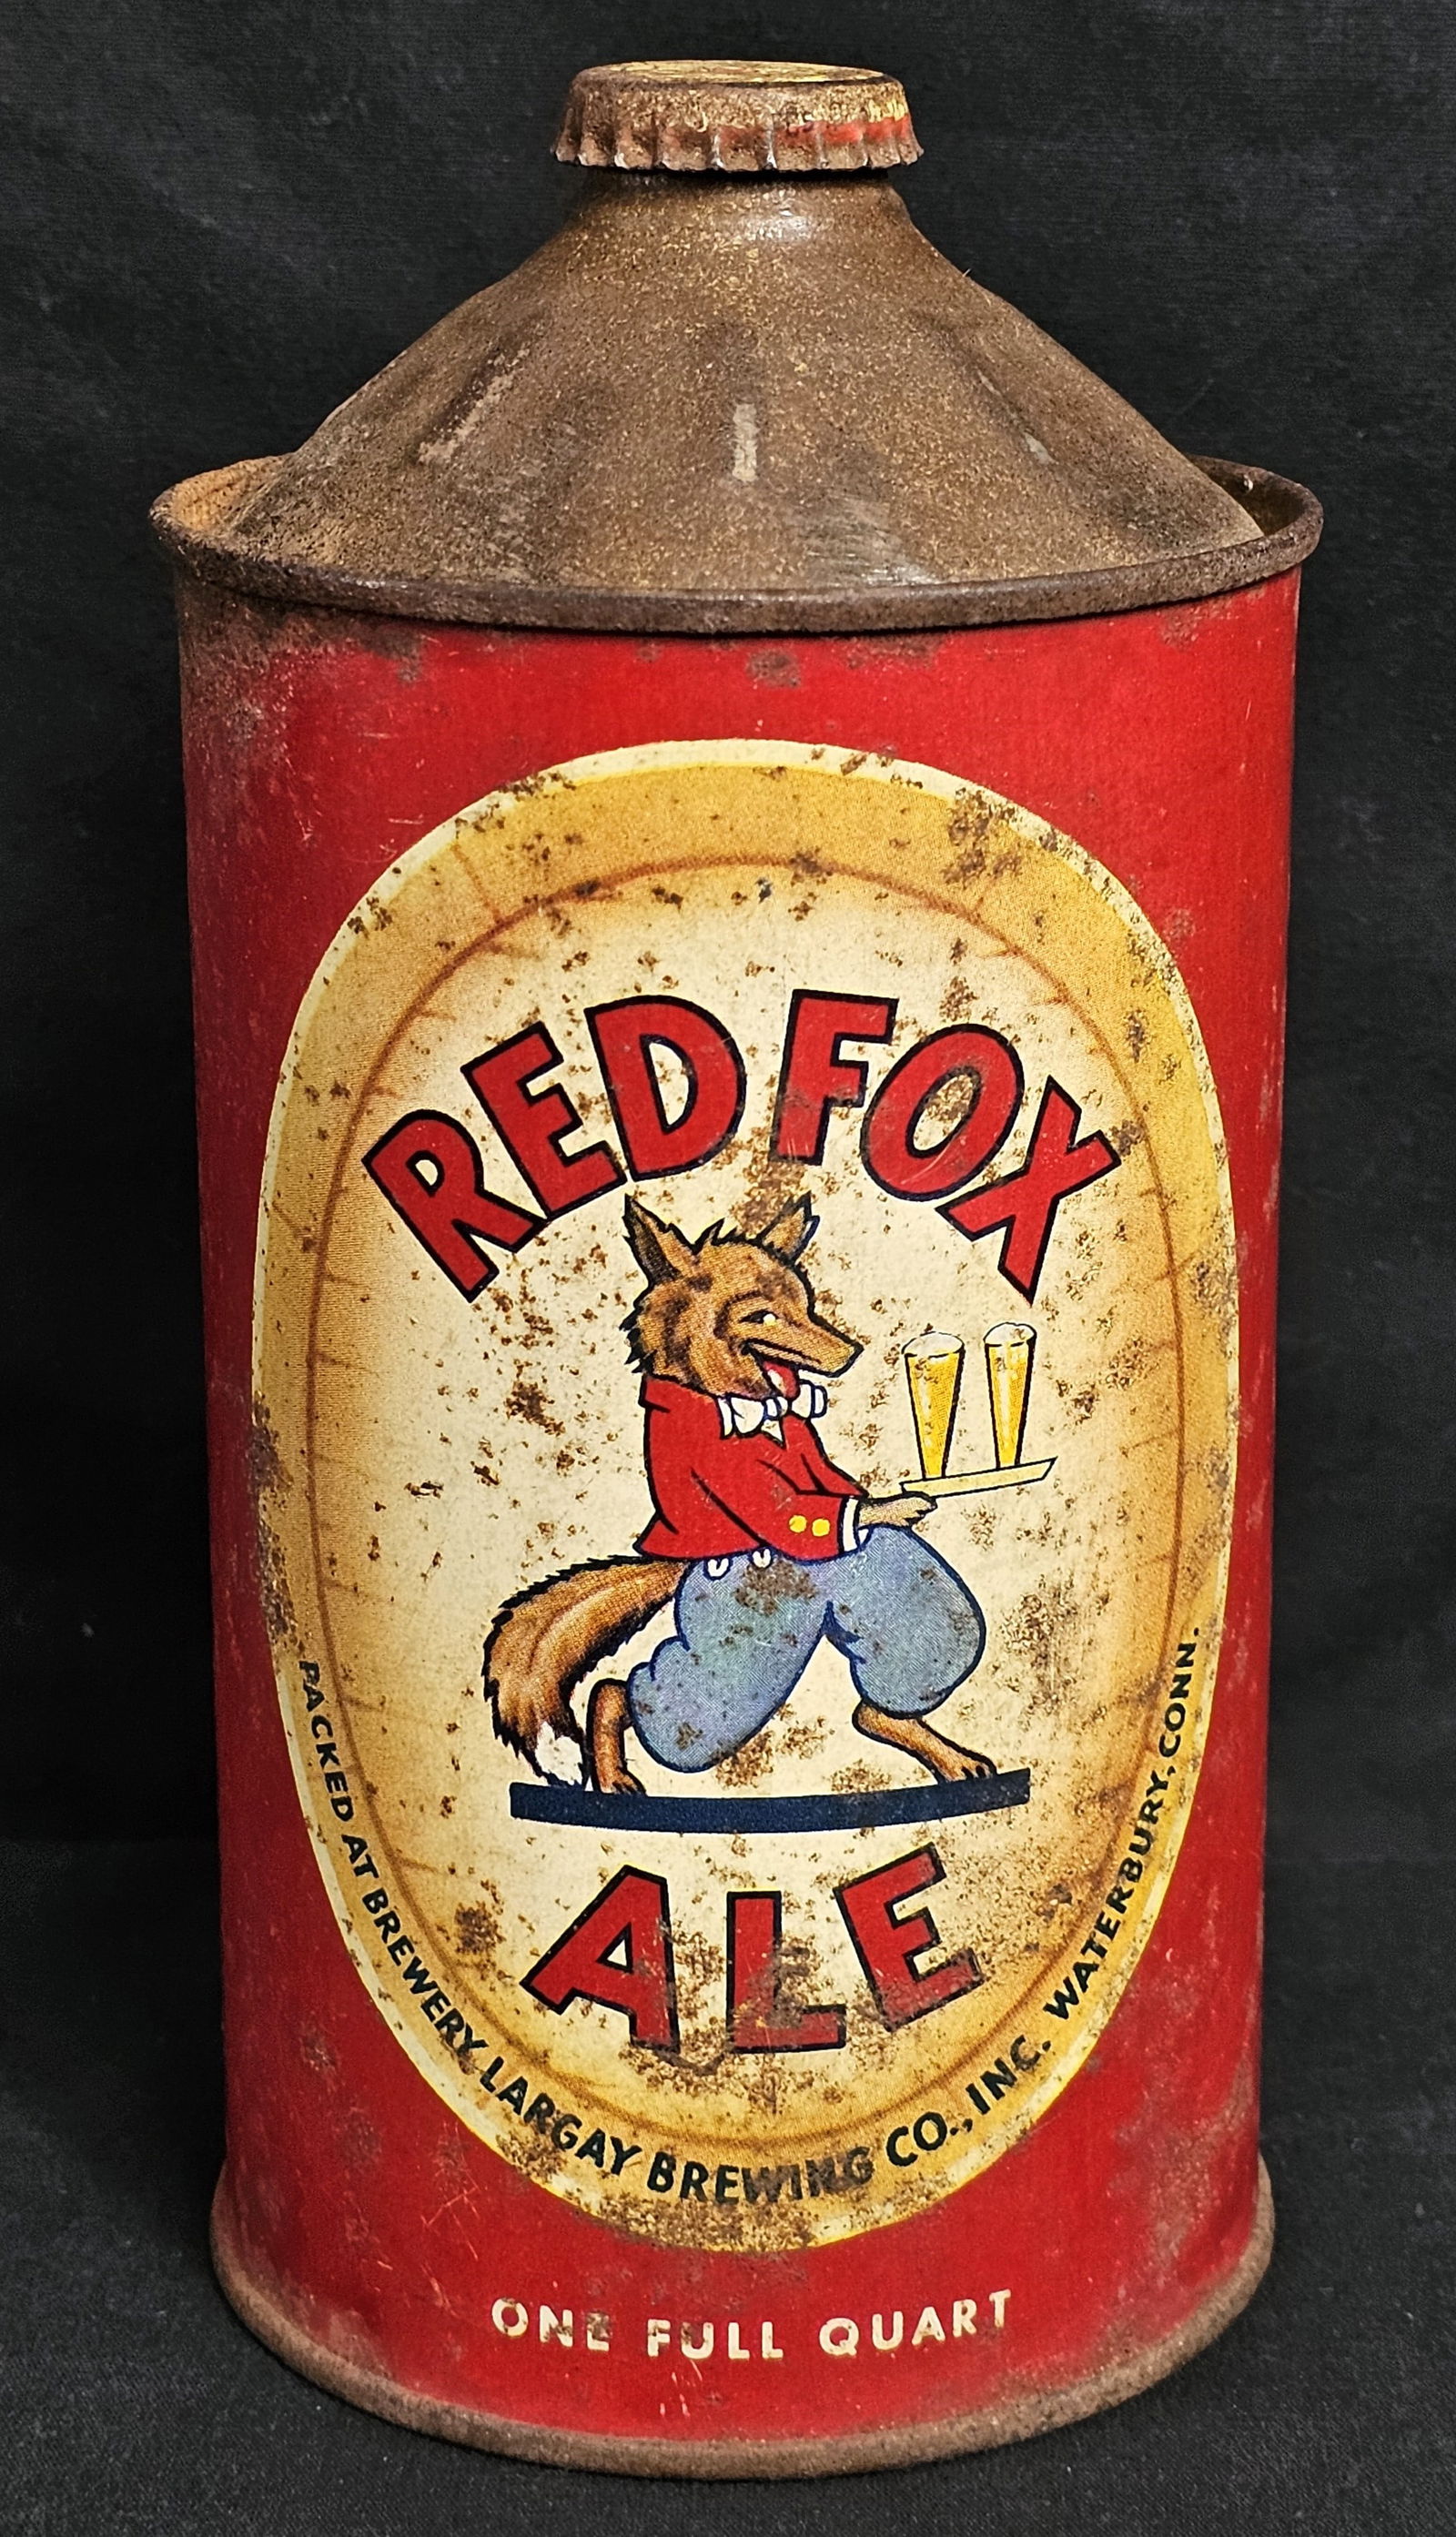 RED FOX
ALE
PACKED AT BREWERY, LARGAY BREWING CO., INC. WATERBURY, CONN.
ONE FULL QUART